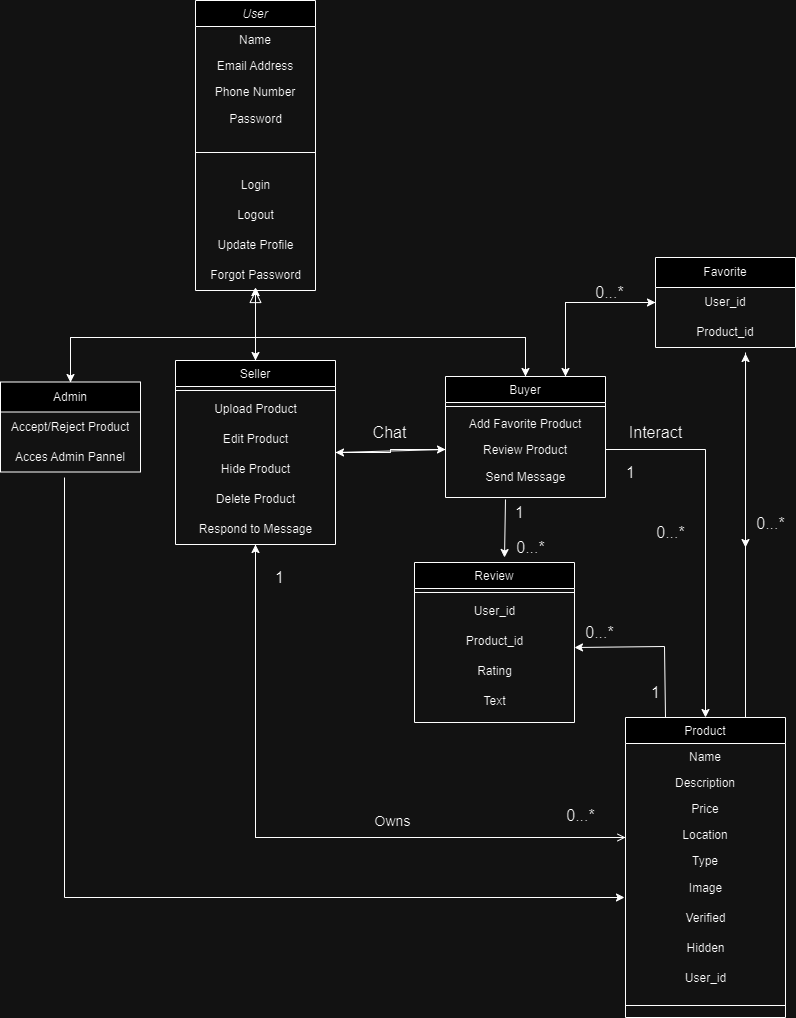 User
Name
Email Address
Phone Number
Password
Login
Logout
Update Profile
Forgot Password
Favorite
User_id
Product_id
0...*
Admin
Accept/Reject Product
Acces Admin Pannel
Seller
Upload Product
Edit Product
Hide Product
Delete Product
Respond to Message
Chat
Buyer
Add Favorite Product
Review Product
Send Message
Interact
1
0...*
0...*
1
0...*
1
Review
User_id
Product_id
Rating
Text
0...*
1
Owns
0...*
Product
Name
Description
Price
Location
Type
Image
Verified
Hidden
User_id